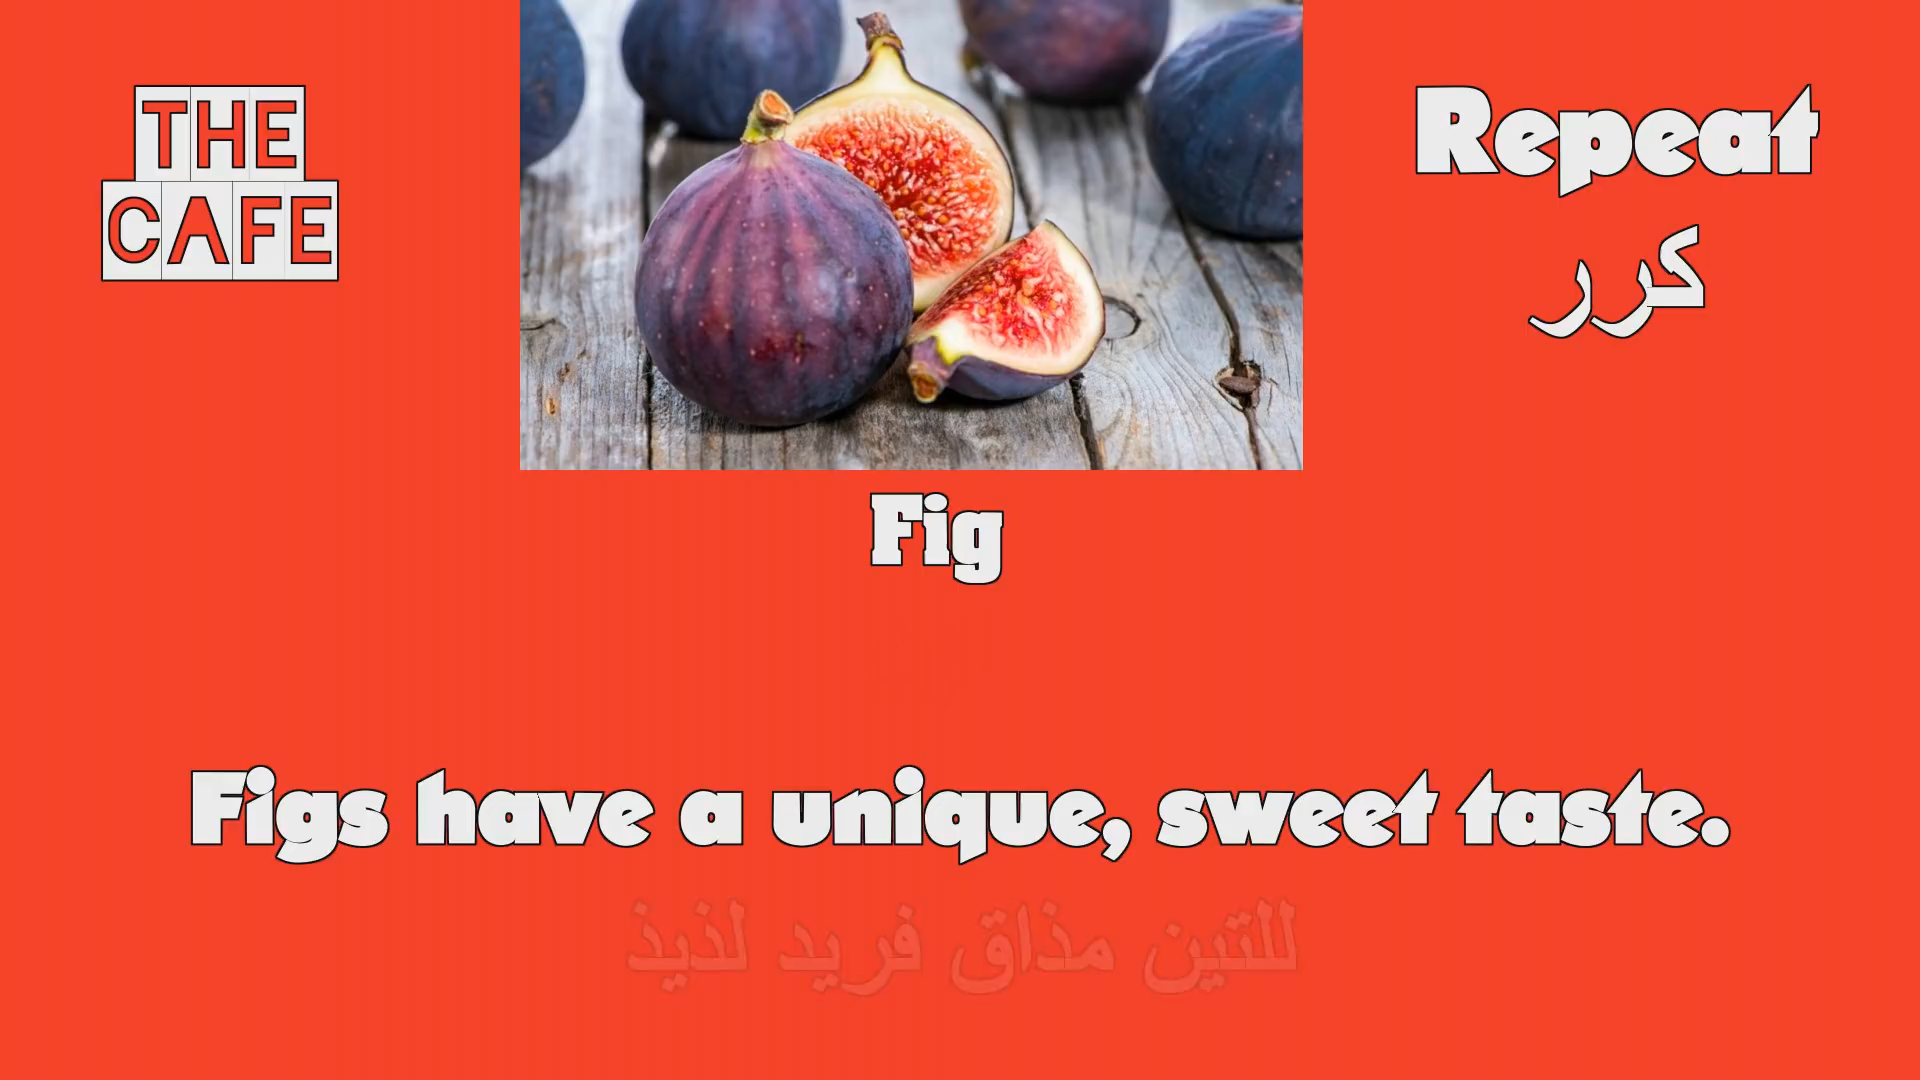 THE
CAFE
Repeat
كرر
Fig
Figs have a unique, sweet taste.
للتين مذاق فريد لذيذ